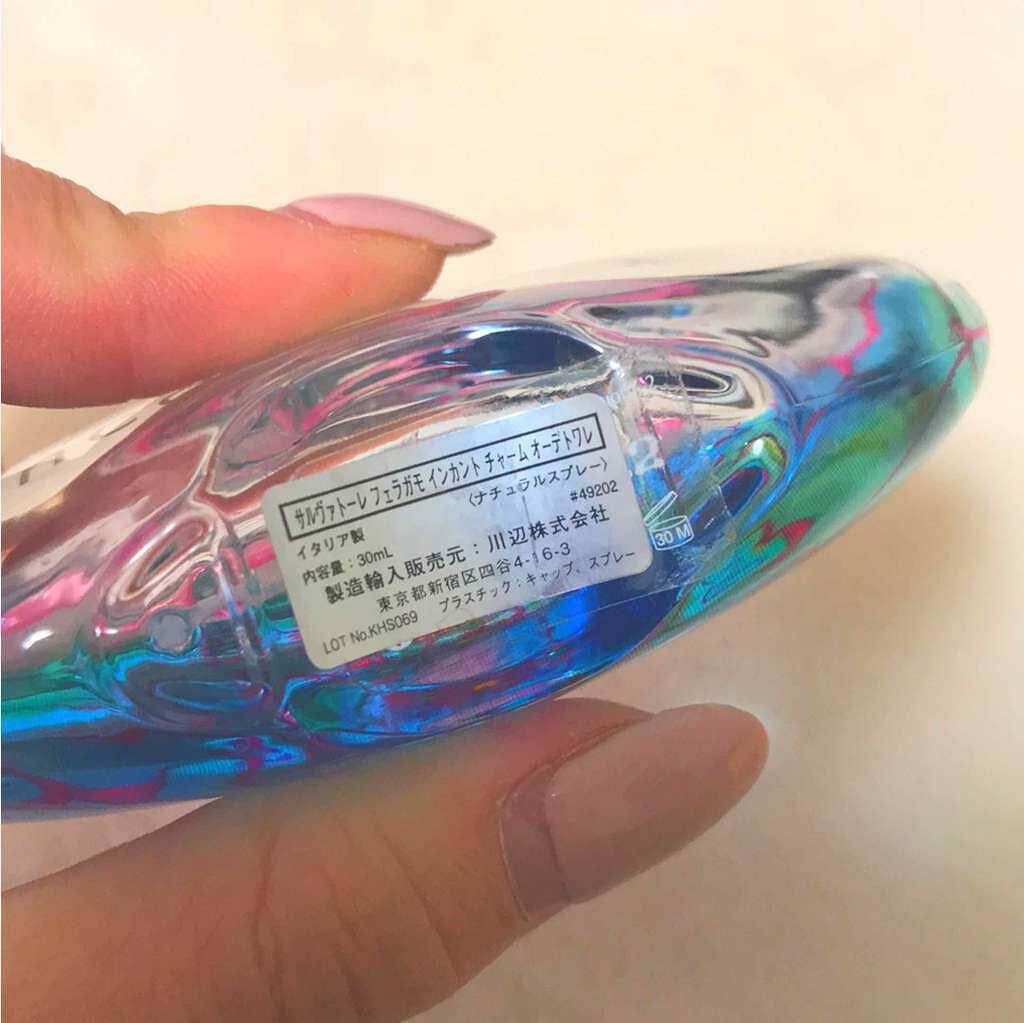 サルヴァトーレ フェラガモ インカント チャーム オーデトワレ
〈ナチュラルスプレー〉
イタリア製
#49202
内容量：30mL
製造輸入販売元：川辺株式会社
東京都新宿区四谷4-16-3
プラスチック：キャップ、スプレー
LOT No.KHS069
30 M